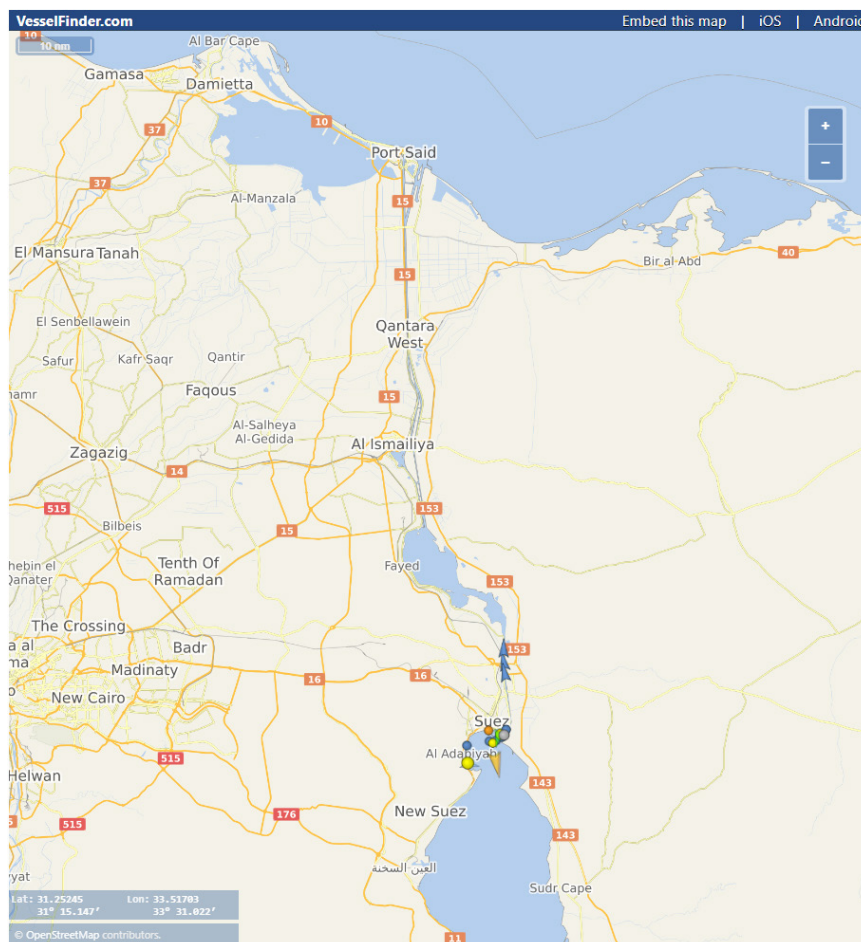 VesselFinder.com
Embed this map | iOS | Android
10
10 nm
Al Bar Cape
Gamasa
Damietta
10
37
+
−
Port Said
37
Al-Manzala
15
El Mansura
Tanah
15
40
Bir al Abd
El Senbellawein
Qantara
West
Safur
Kafr Saqr
Qantir
Faqous
15
Al-Salheya
Al-Gedida
Al Ismailiya
Zagazig
14
515
153
Bilbeis
15
hebin el
Qanater
Tenth Of
Ramadan
Fayed
153
The Crossing
Badr
153
Madinaty
16
16
New Cairo
Suez
Al Adabiyah
515
Helwan
143
New Suez
176
515
143
العين السخنة
Sudr Cape
Lat: 31.25245
Lon: 33.51703
31° 15.147'
33° 31.022'
11
© OpenStreetMap contributors.